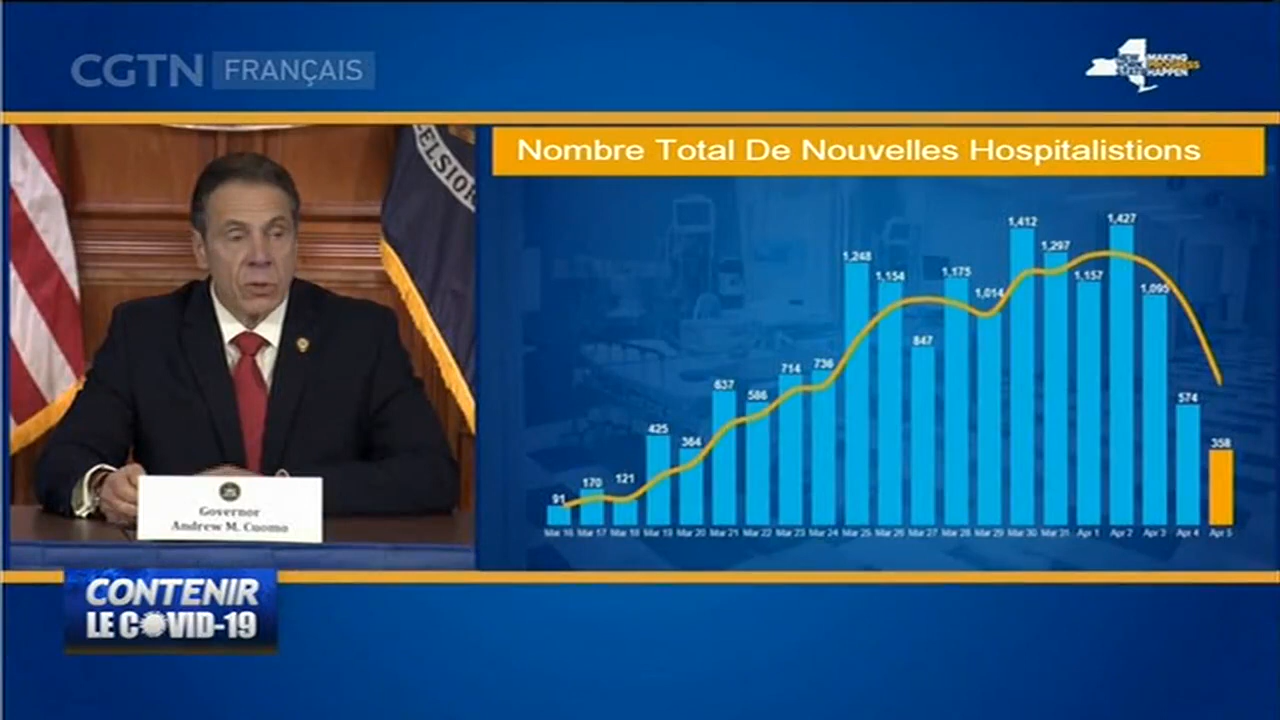 CGTN FRANÇAIS
MAKING
PROGRESS
HAPPEN
CELSIOR
Nombre Total De Nouvelles Hospitalistions
91
170
121
425
364
637
586
714
736
1,248
1,154
847
1,175
1,014
1,412
1,297
1,157
1,427
1,095
574
358
Mar 16 Mar 17 Mar 18 Mar 19 Mar 20 Mar 21 Mar 22 Mar 23 Mar 24 Mar 25 Mar 26 Mar 27 Mar 28 Mar 29 Mar 30 Mar 31 Apr 1 Apr 2 Apr 3 Apr 4 Apr 5
Governor
Andrew M. Cuomo
CONTENIR
LE COVID-19